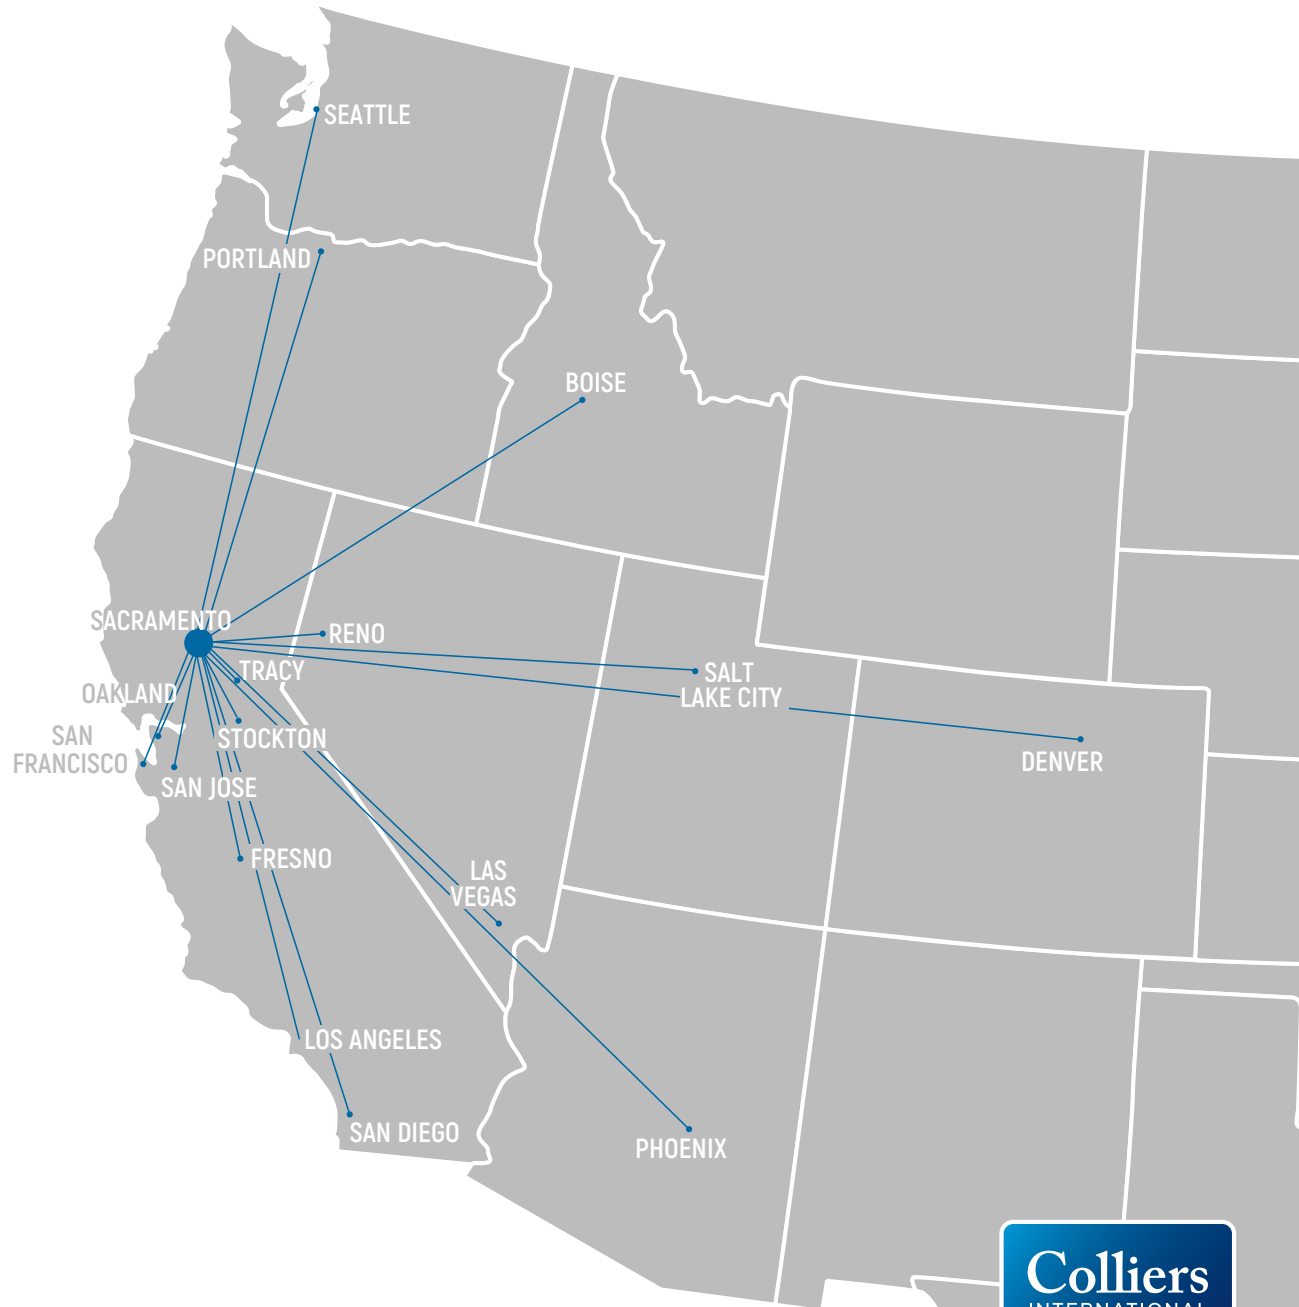 SEATTLE
PORTLAND
BOISE
SACRAMENTO
RENO
TRACY
SALT
LAKE CITY
OAKLAND
SAN
FRANCISCO
STOCKTON
DENVER
SAN JOSE
FRESNO
LAS
VEGAS
LOS ANGELES
SAN DIEGO
PHOENIX
Colliers
INTERNATIONAL